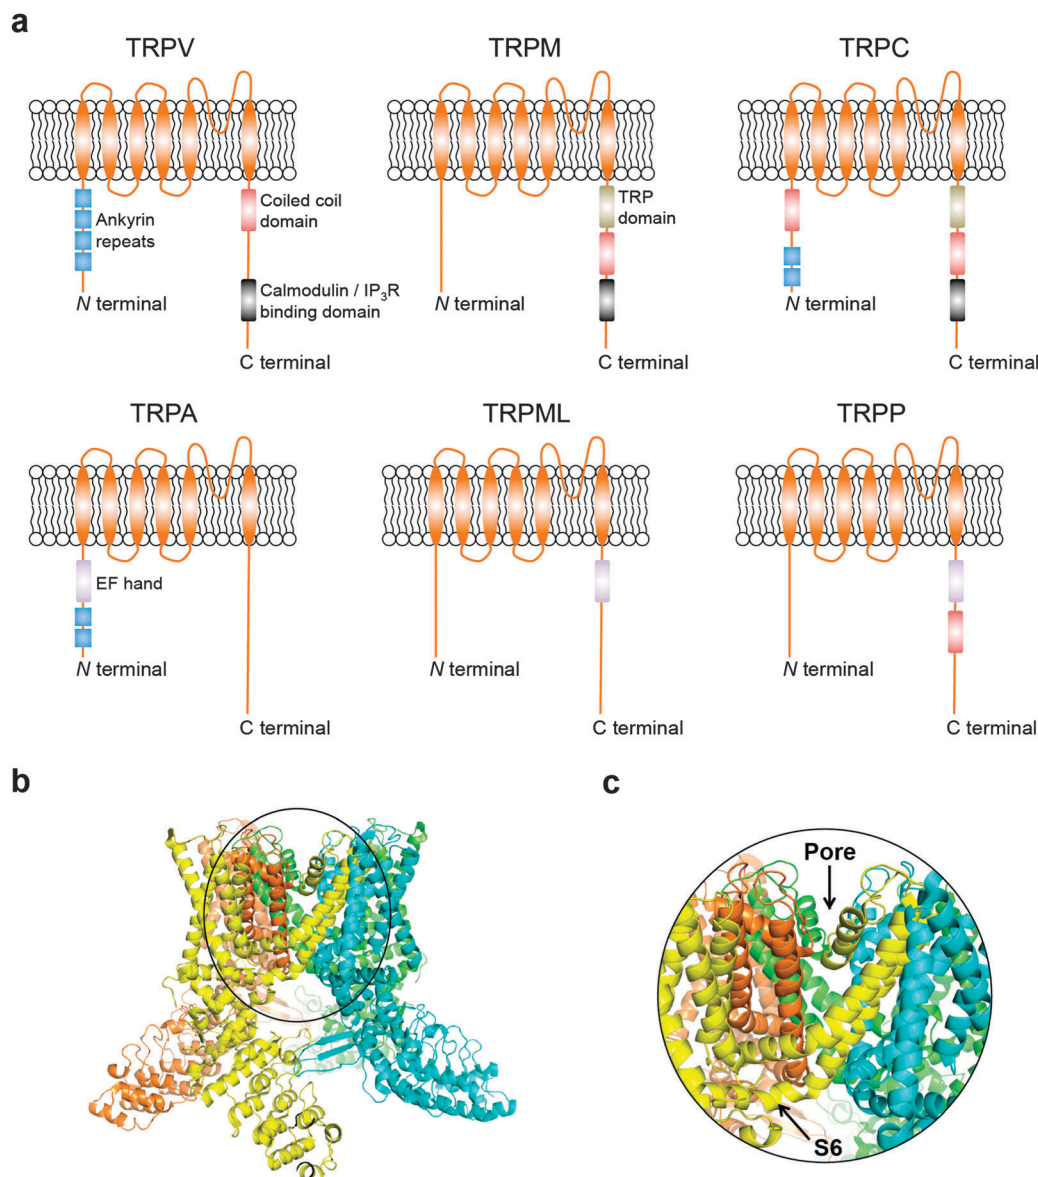 a
TRPV
TRPM
TRPC
Ankyrin
repeats
Coiled coil
domain
TRP
domain
N terminal
Calmodulin / IP₃R
binding domain
N terminal
N terminal
C terminal
C terminal
C terminal
TRPA
TRPML
TRPP
EF hand
N terminal
N terminal
N terminal
C terminal
C terminal
C terminal
b
c
Pore
S6